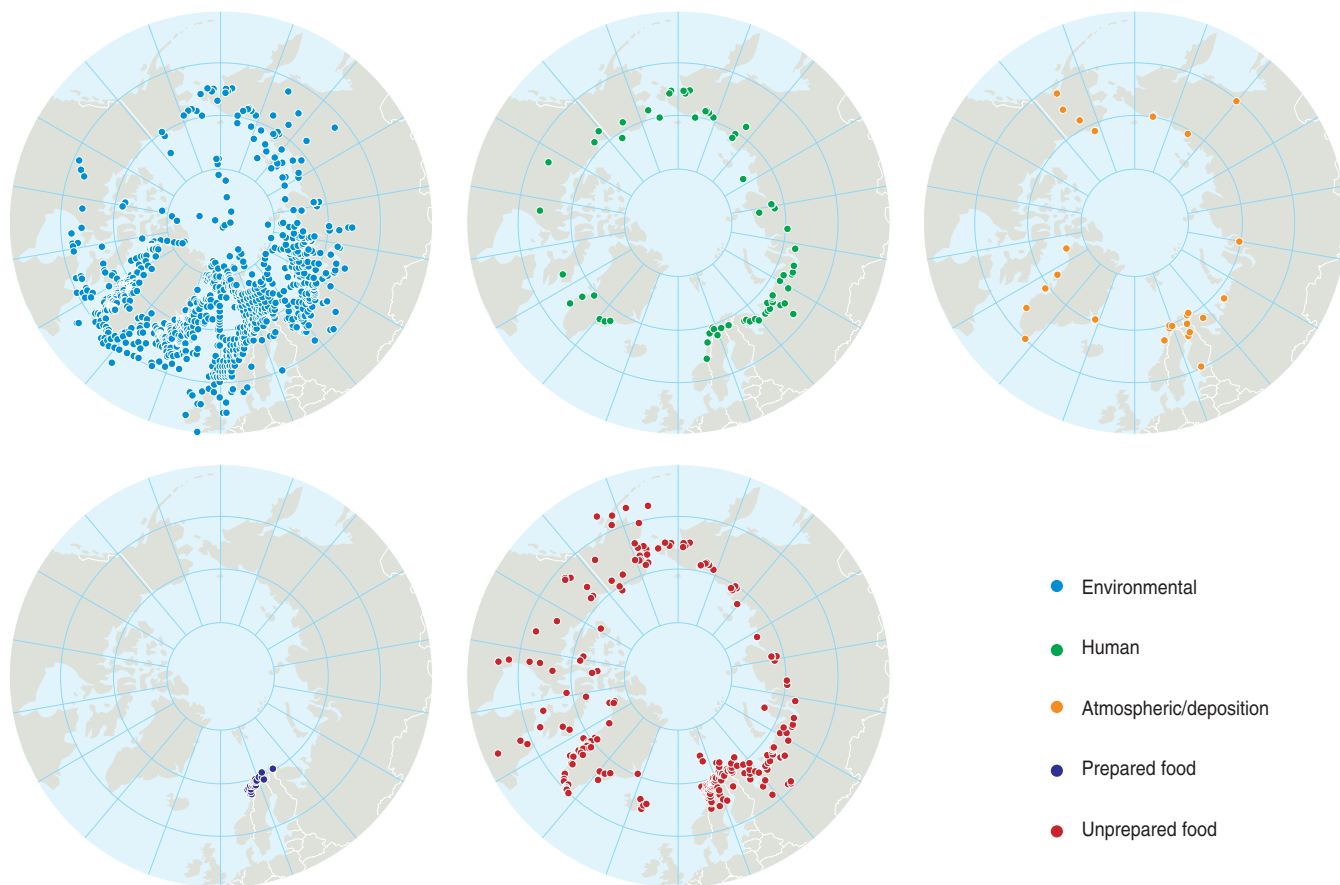 Environmental
Human
Atmospheric/deposition
Prepared food
Unprepared food